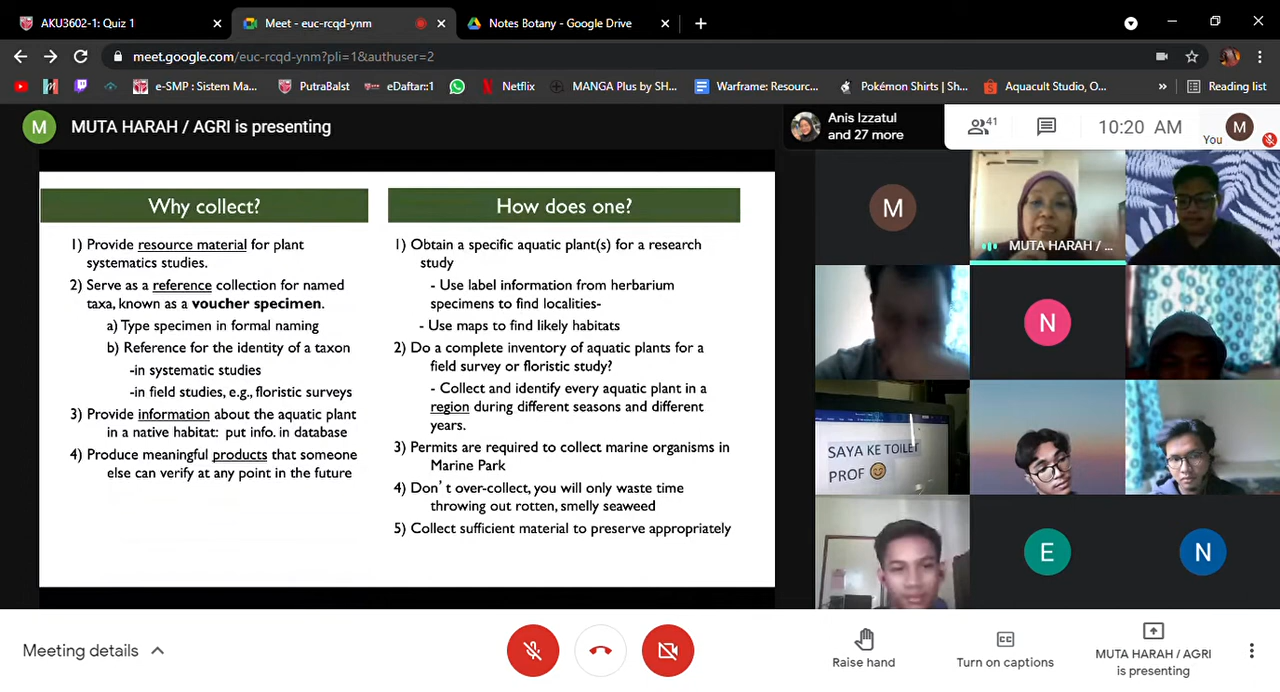 AKU3602-1: Quiz 1
Meet - euc-rcqd-ynm
Notes Botany - Google Drive
meet.google.com/euc-rcqd-ynm?pli=1&authuser=2
e-SMP : Sistem Ma...
PutraBalst
eDaftar::1
Netflix
MANGA Plus by SH...
Warframe: Resourc...
Pokémon Shirts | Sh...
Aquacult Studio, O...
»
Reading list
M
MUTA HARAH / AGRI is presenting
Anis Izzatul
and 27 more
41
10:20 AM
You
M
Why collect?
1) Provide resource material for plant
systematics studies.
2) Serve as a reference collection for named
taxa, known as a voucher specimen.
a) Type specimen in formal naming
b) Reference for the identity of a taxon
-in systematic studies
-in field studies, e.g., floristic surveys
3) Provide information about the aquatic plant
in a native habitat: put info. in database
4) Produce meaningful products that someone
else can verify at any point in the future
How does one?
1) Obtain a specific aquatic plant(s) for a research
study
- Use label information from herbarium
specimens to find localities-
- Use maps to find likely habitats
2) Do a complete inventory of aquatic plants for a
field survey or floristic study?
- Collect and identify every aquatic plant in a
region during different seasons and different
years.
3) Permits are required to collect marine organisms in
Marine Park
4) Don't over-collect, you will only waste time
throwing out rotten, smelly seaweed
5) Collect sufficient material to preserve appropriately
M
MUTA HARAH / ...
N
SAYA KE TOILET
PROF 😊
E
N
Meeting details
Raise hand
Turn on captions
MUTA HARAH / AGRI
is presenting